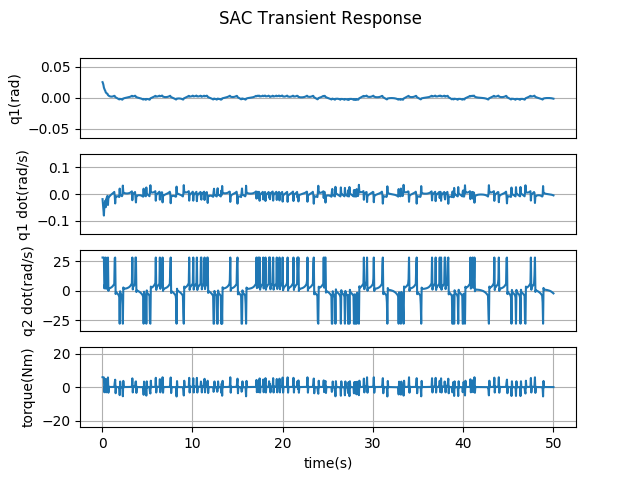 SAC Transient Response
q1(rad)
0.05
0.00
−0.05
q1 dot(rad/s)
0.1
0.0
−0.1
q2 dot(rad/s)
25
0
−25
torque(Nm)
20
0
−20
0 10 20 30 40 50
time(s)